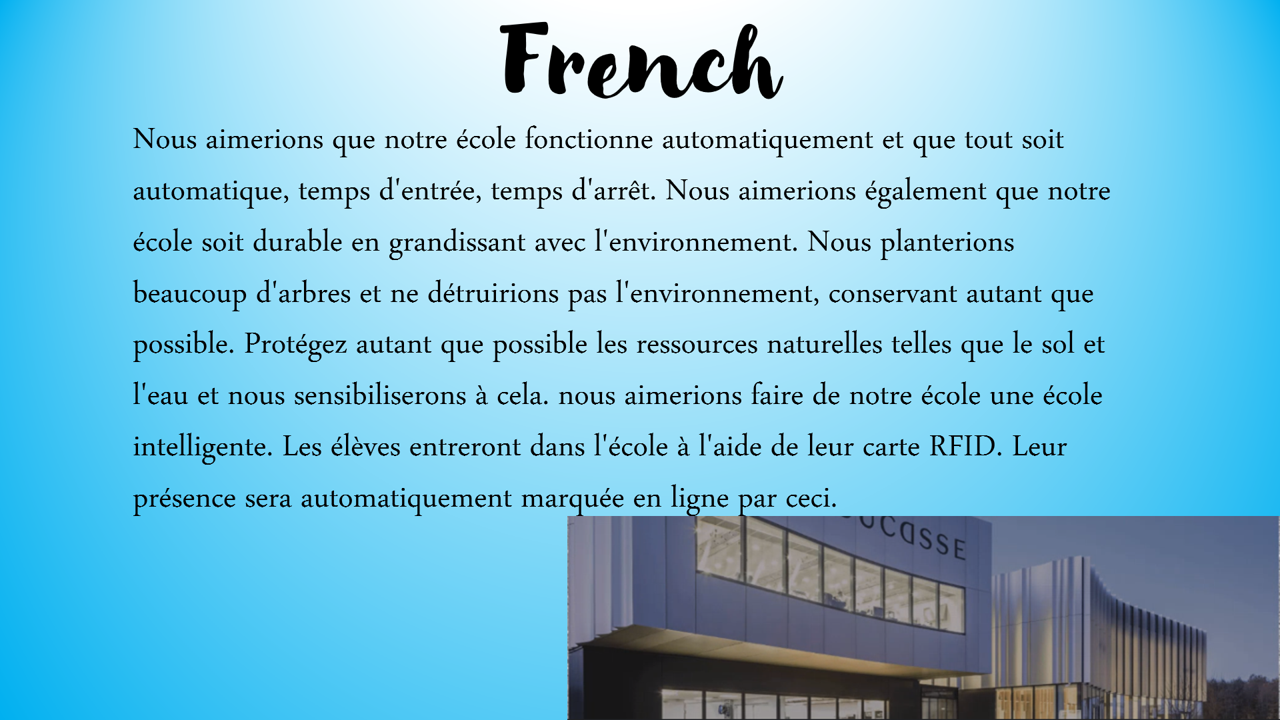 French
Nous aimerions que notre école fonctionne automatiquement et que tout soit
automatique, temps d'entrée, temps d'arrêt. Nous aimerions également que notre
école soit durable en grandissant avec l'environnement. Nous planterions
beaucoup d'arbres et ne détruirions pas l'environnement, conservant autant que
possible. Protégez autant que possible les ressources naturelles telles que le sol et
l'eau et nous sensibiliserons à cela. nous aimerions faire de notre école une école
intelligente. Les élèves entreront dans l'école à l'aide de leur carte RFID. Leur
présence sera automatiquement marquée en ligne par ceci.